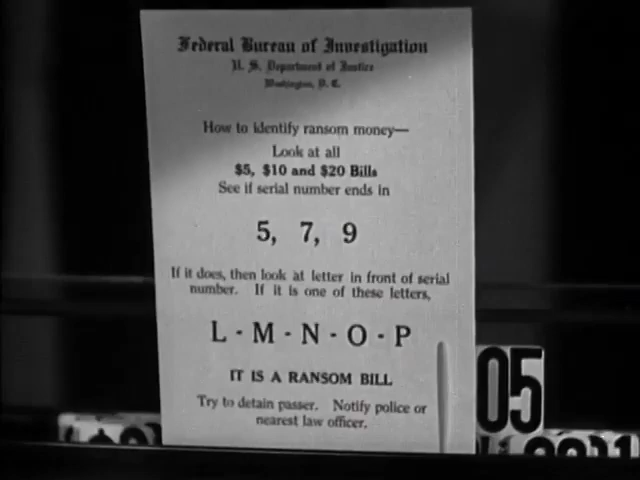 Federal Bureau of Investigation
U. S. Department of Justice
Washington, D. C.
How to identify ransom money—
Look at all
$5, $10 and $20 Bills
See if serial number ends in
5, 7, 9
If it does, then look at letter in front of serial
number. If it is one of these letters,
L - M - N - O - P
IT IS A RANSOM BILL
Try to detain passer. Notify police or
nearest law officer.
05